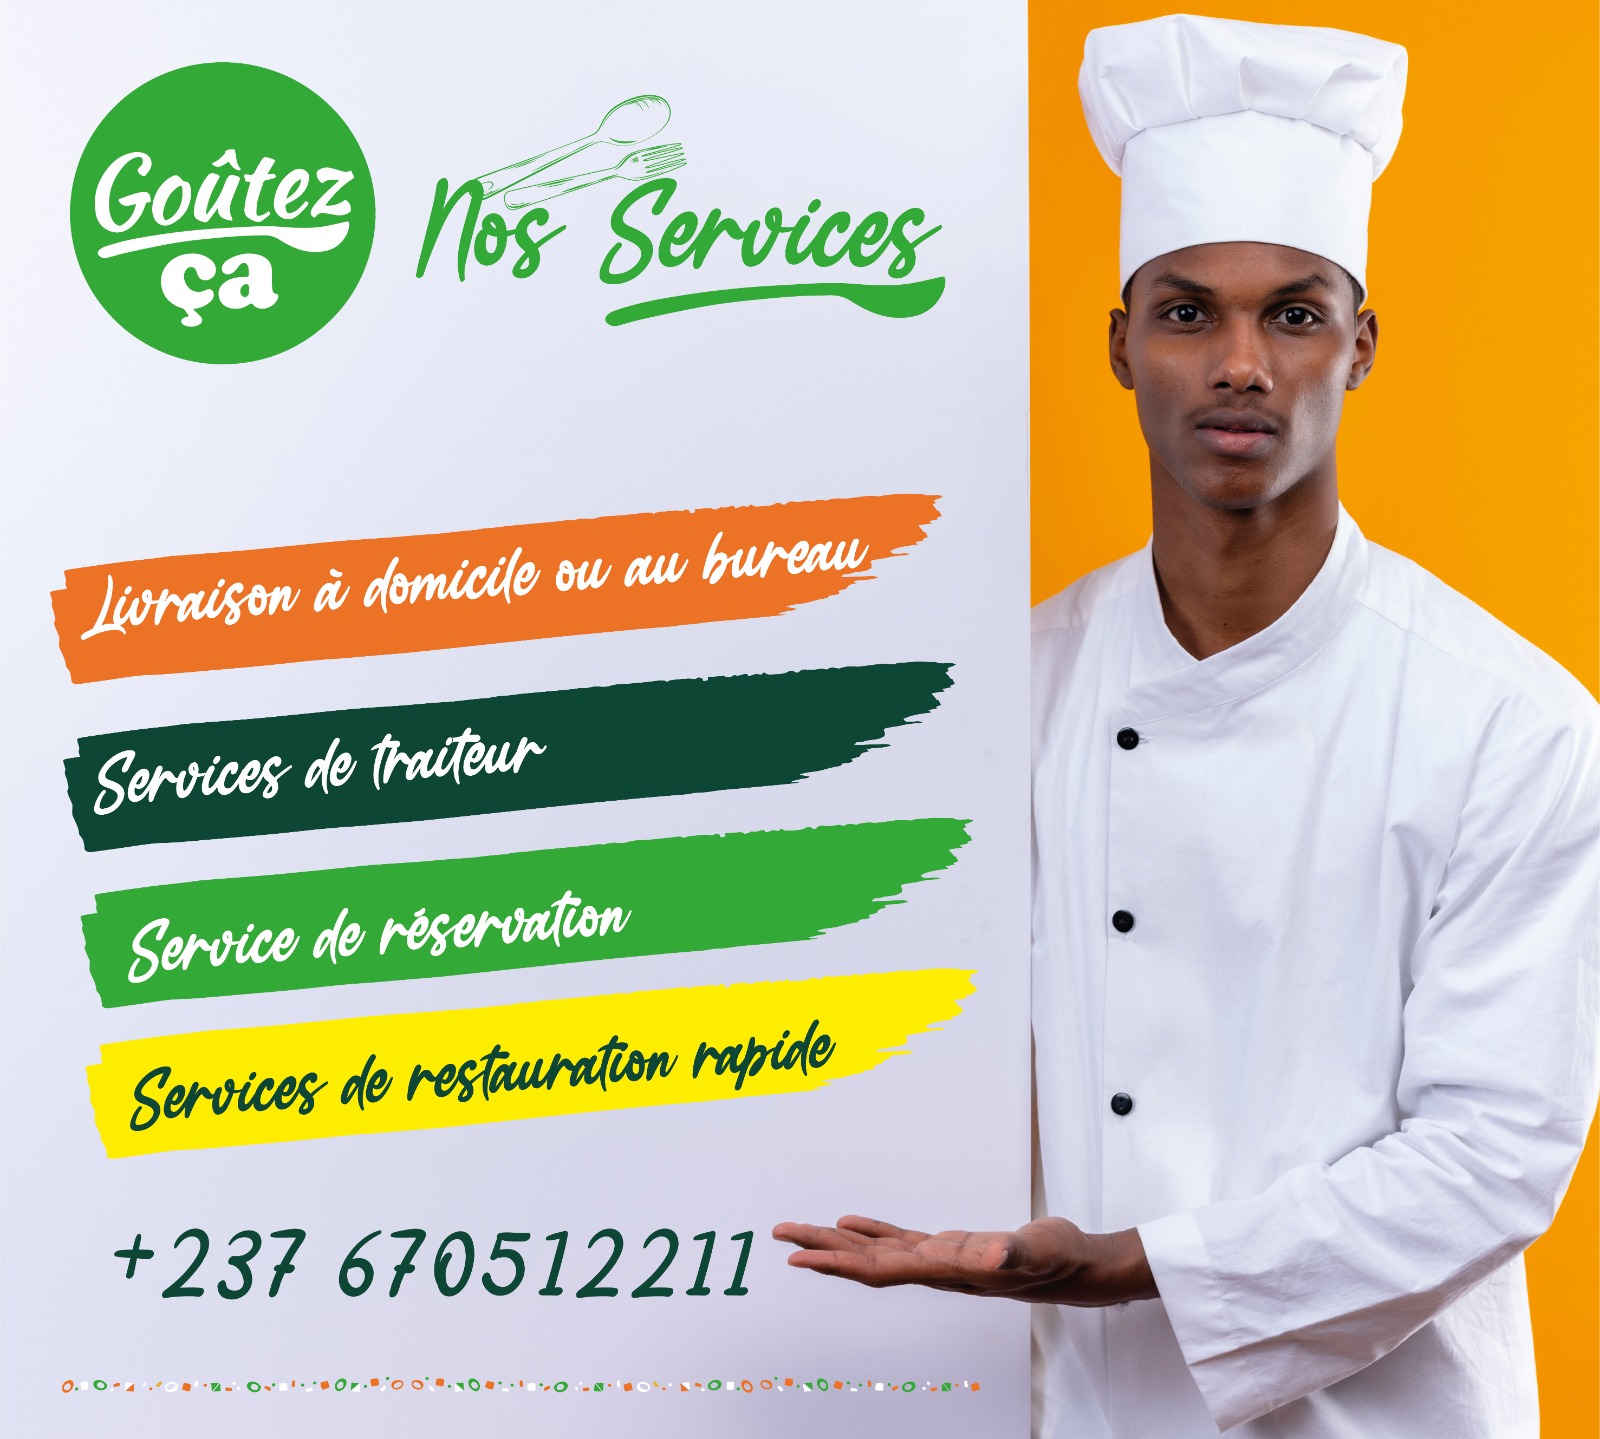 Goûtez
ça
Nos Services
Livraison à domicile ou au bureau
Services de traiteur
Service de réservation
Services de restauration rapide
+237 670512211